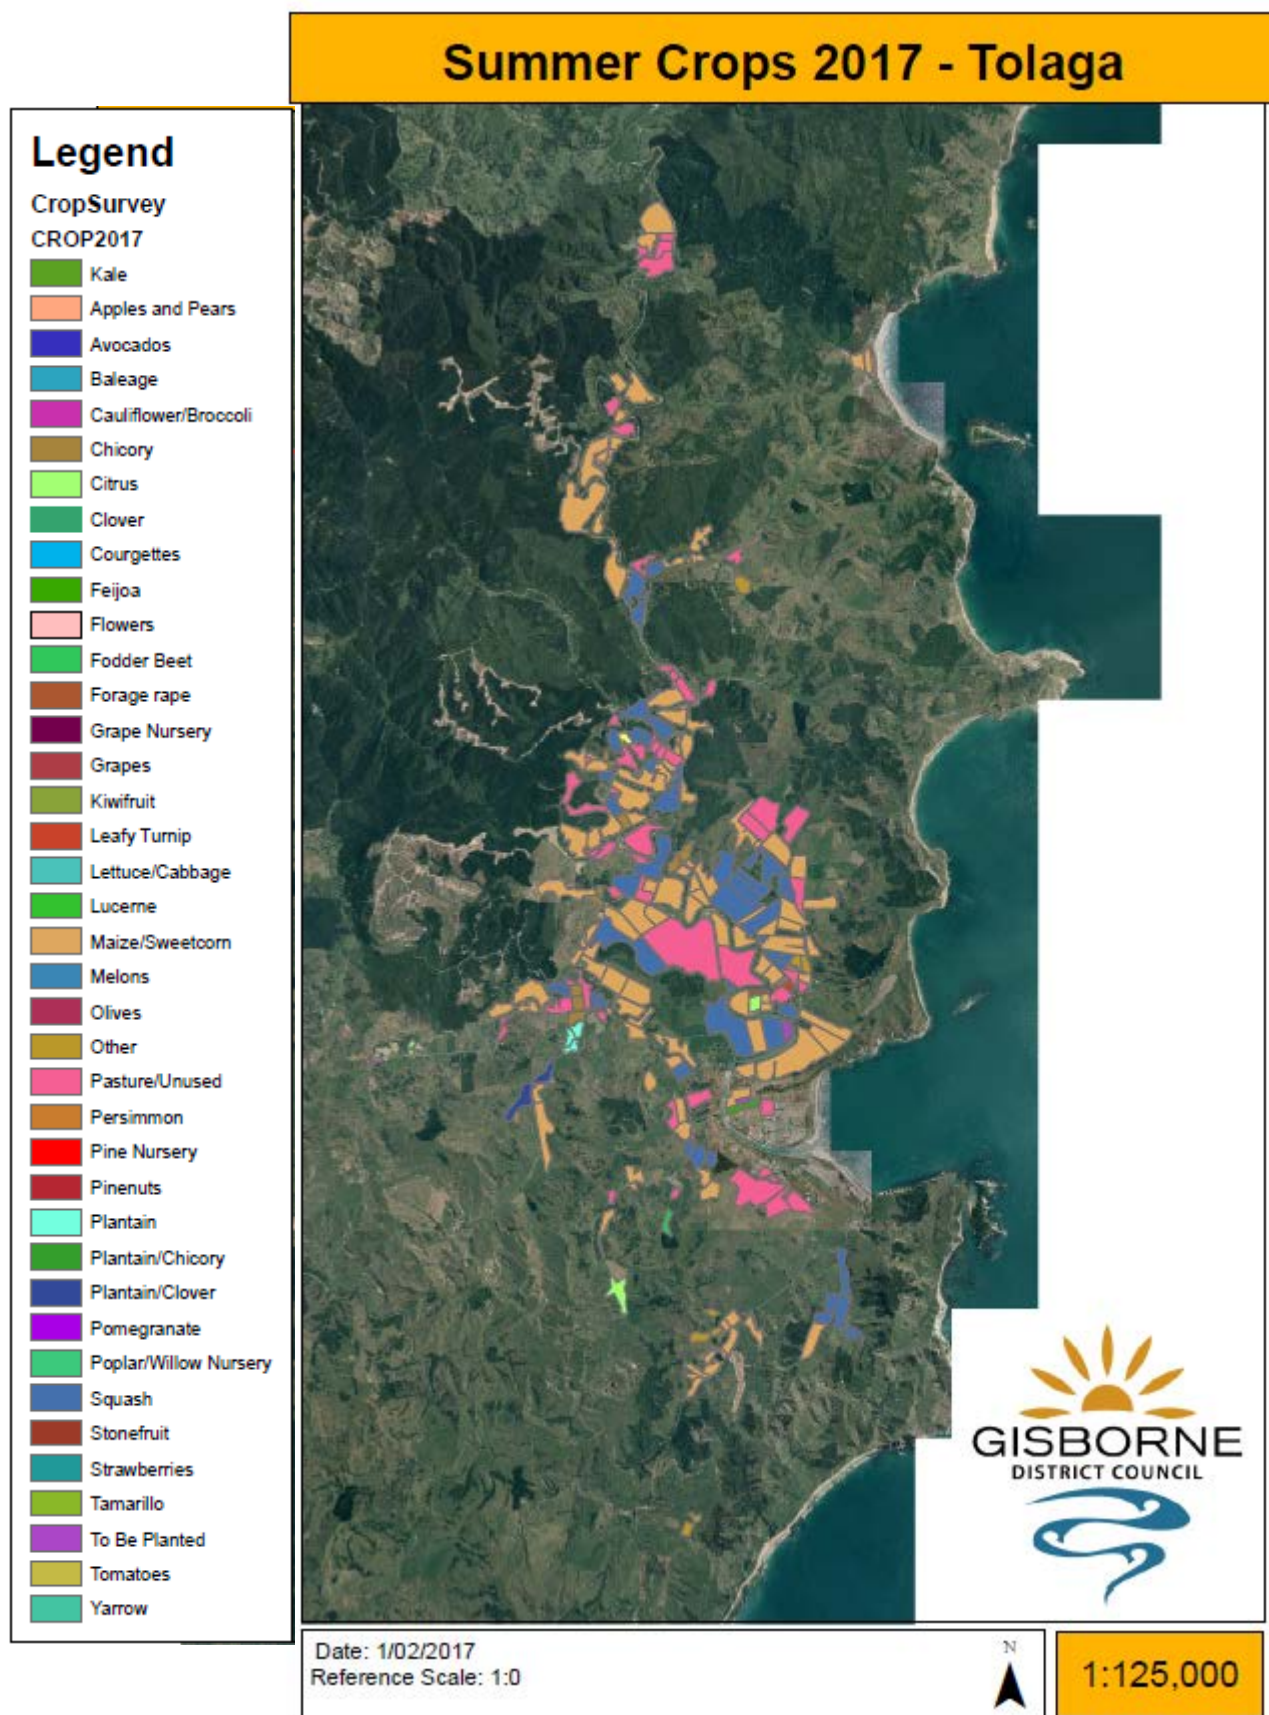 Summer Crops 2017 - Tolaga
Legend
CropSurvey
CROP2017
Kale
Apples and Pears
Avocados
Baleage
Cauliflower/Broccoli
Chicory
Citrus
Clover
Courgettes
Feijoa
Flowers
Fodder Beet
Forage rape
Grape Nursery
Grapes
Kiwifruit
Leafy Turnip
Lettuce/Cabbage
Lucerne
Maize/Sweetcorn
Melons
Olives
Other
Pasture/Unused
Persimmon
Pine Nursery
Pinenuts
Plantain
Plantain/Chicory
Plantain/Clover
Pomegranate
Poplar/Willow Nursery
Squash
Stonefruit
Strawberries
Tamarillo
To Be Planted
Tomatoes
Yarrow
GISBORNE
DISTRICT COUNCIL
Date: 1/02/2017
Reference Scale: 1:0
N
1:125,000